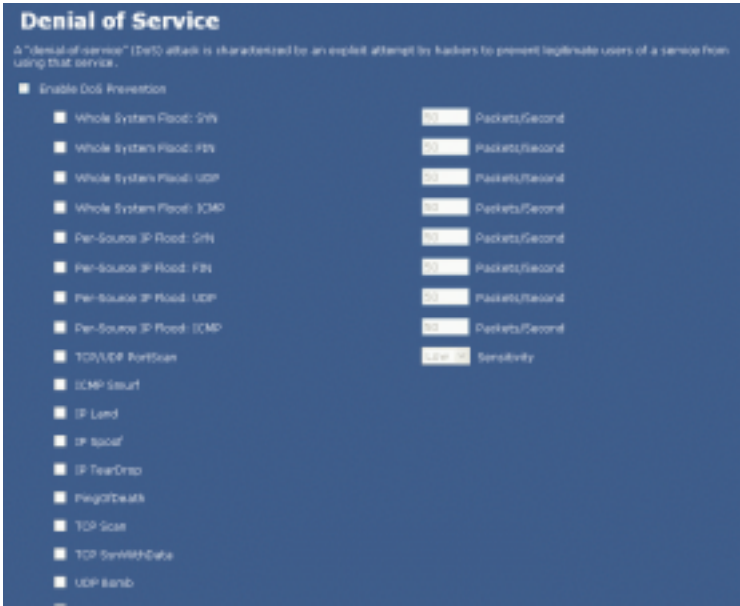 Denial of Service
A "denial-of-service" (DoS) attack is characterized by an explicit attempt by hackers to prevent legitimate users of a service from
using that service.
Enable DoS Prevention
Whole System Flood: SYN 50 Packets/Second
Whole System Flood: FIN 50 Packets/Second
Whole System Flood: UDP 50 Packets/Second
Whole System Flood: ICMP 50 Packets/Second
Per-Source IP Flood: SYN 50 Packets/Second
Per-Source IP Flood: FIN 50 Packets/Second
Per-Source IP Flood: UDP 50 Packets/Second
Per-Source IP Flood: ICMP 50 Packets/Second
TCP/UDP PortScan Low Sensitivity
ICMP Smurf
IP Land
IP Spoof
IP TearDrop
PingOfDeath
TCP Scan
TCP SynWithData
UDP Bomb